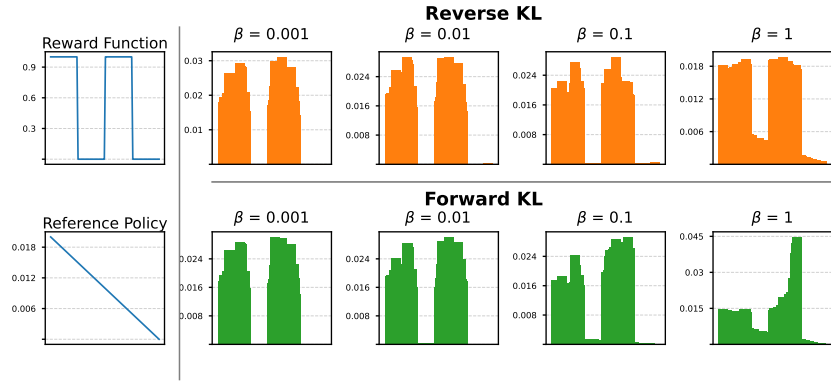 Reverse KL
Reward Function
β = 0.001
β = 0.01
β = 0.1
β = 1
0.9
0.6
0.3
0.03
0.02
0.01
0.024
0.016
0.008
0.024
0.016
0.008
0.018
0.012
0.006
Forward KL
Reference Policy
β = 0.001
β = 0.01
β = 0.1
β = 1
0.018
0.012
0.006
0.024
0.016
0.008
0.024
0.016
0.008
0.024
0.016
0.008
0.045
0.03
0.015